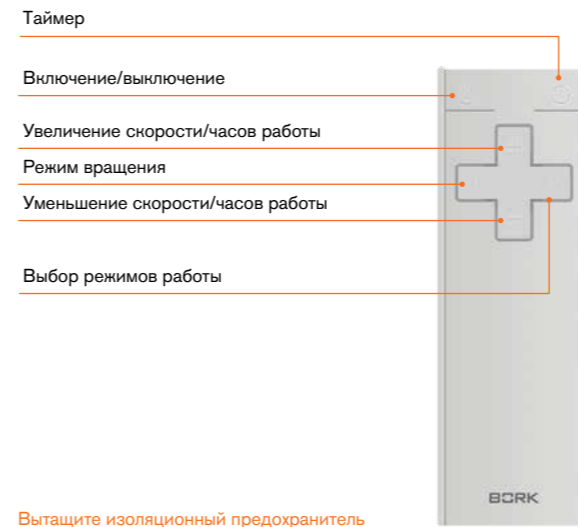 Таймер
Включение/выключение
Увеличение скорости/часов работы
Режим вращения
Уменьшение скорости/часов работы
Выбор режимов работы
BORK
Вытащите изоляционный предохранитель